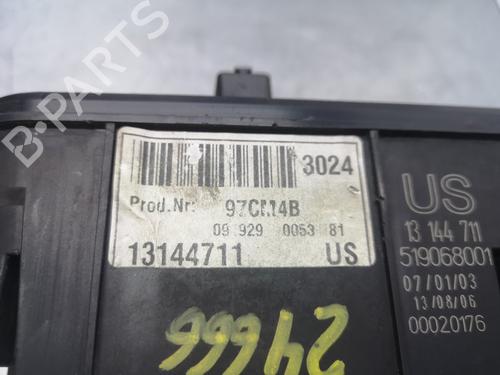 B-PARTS
3024
Prod.Nr: 97CM4B
09 929 0053 81
13144711 US
US
13 144 711
519068001
07/01/03
13/08/06
00020176
24666